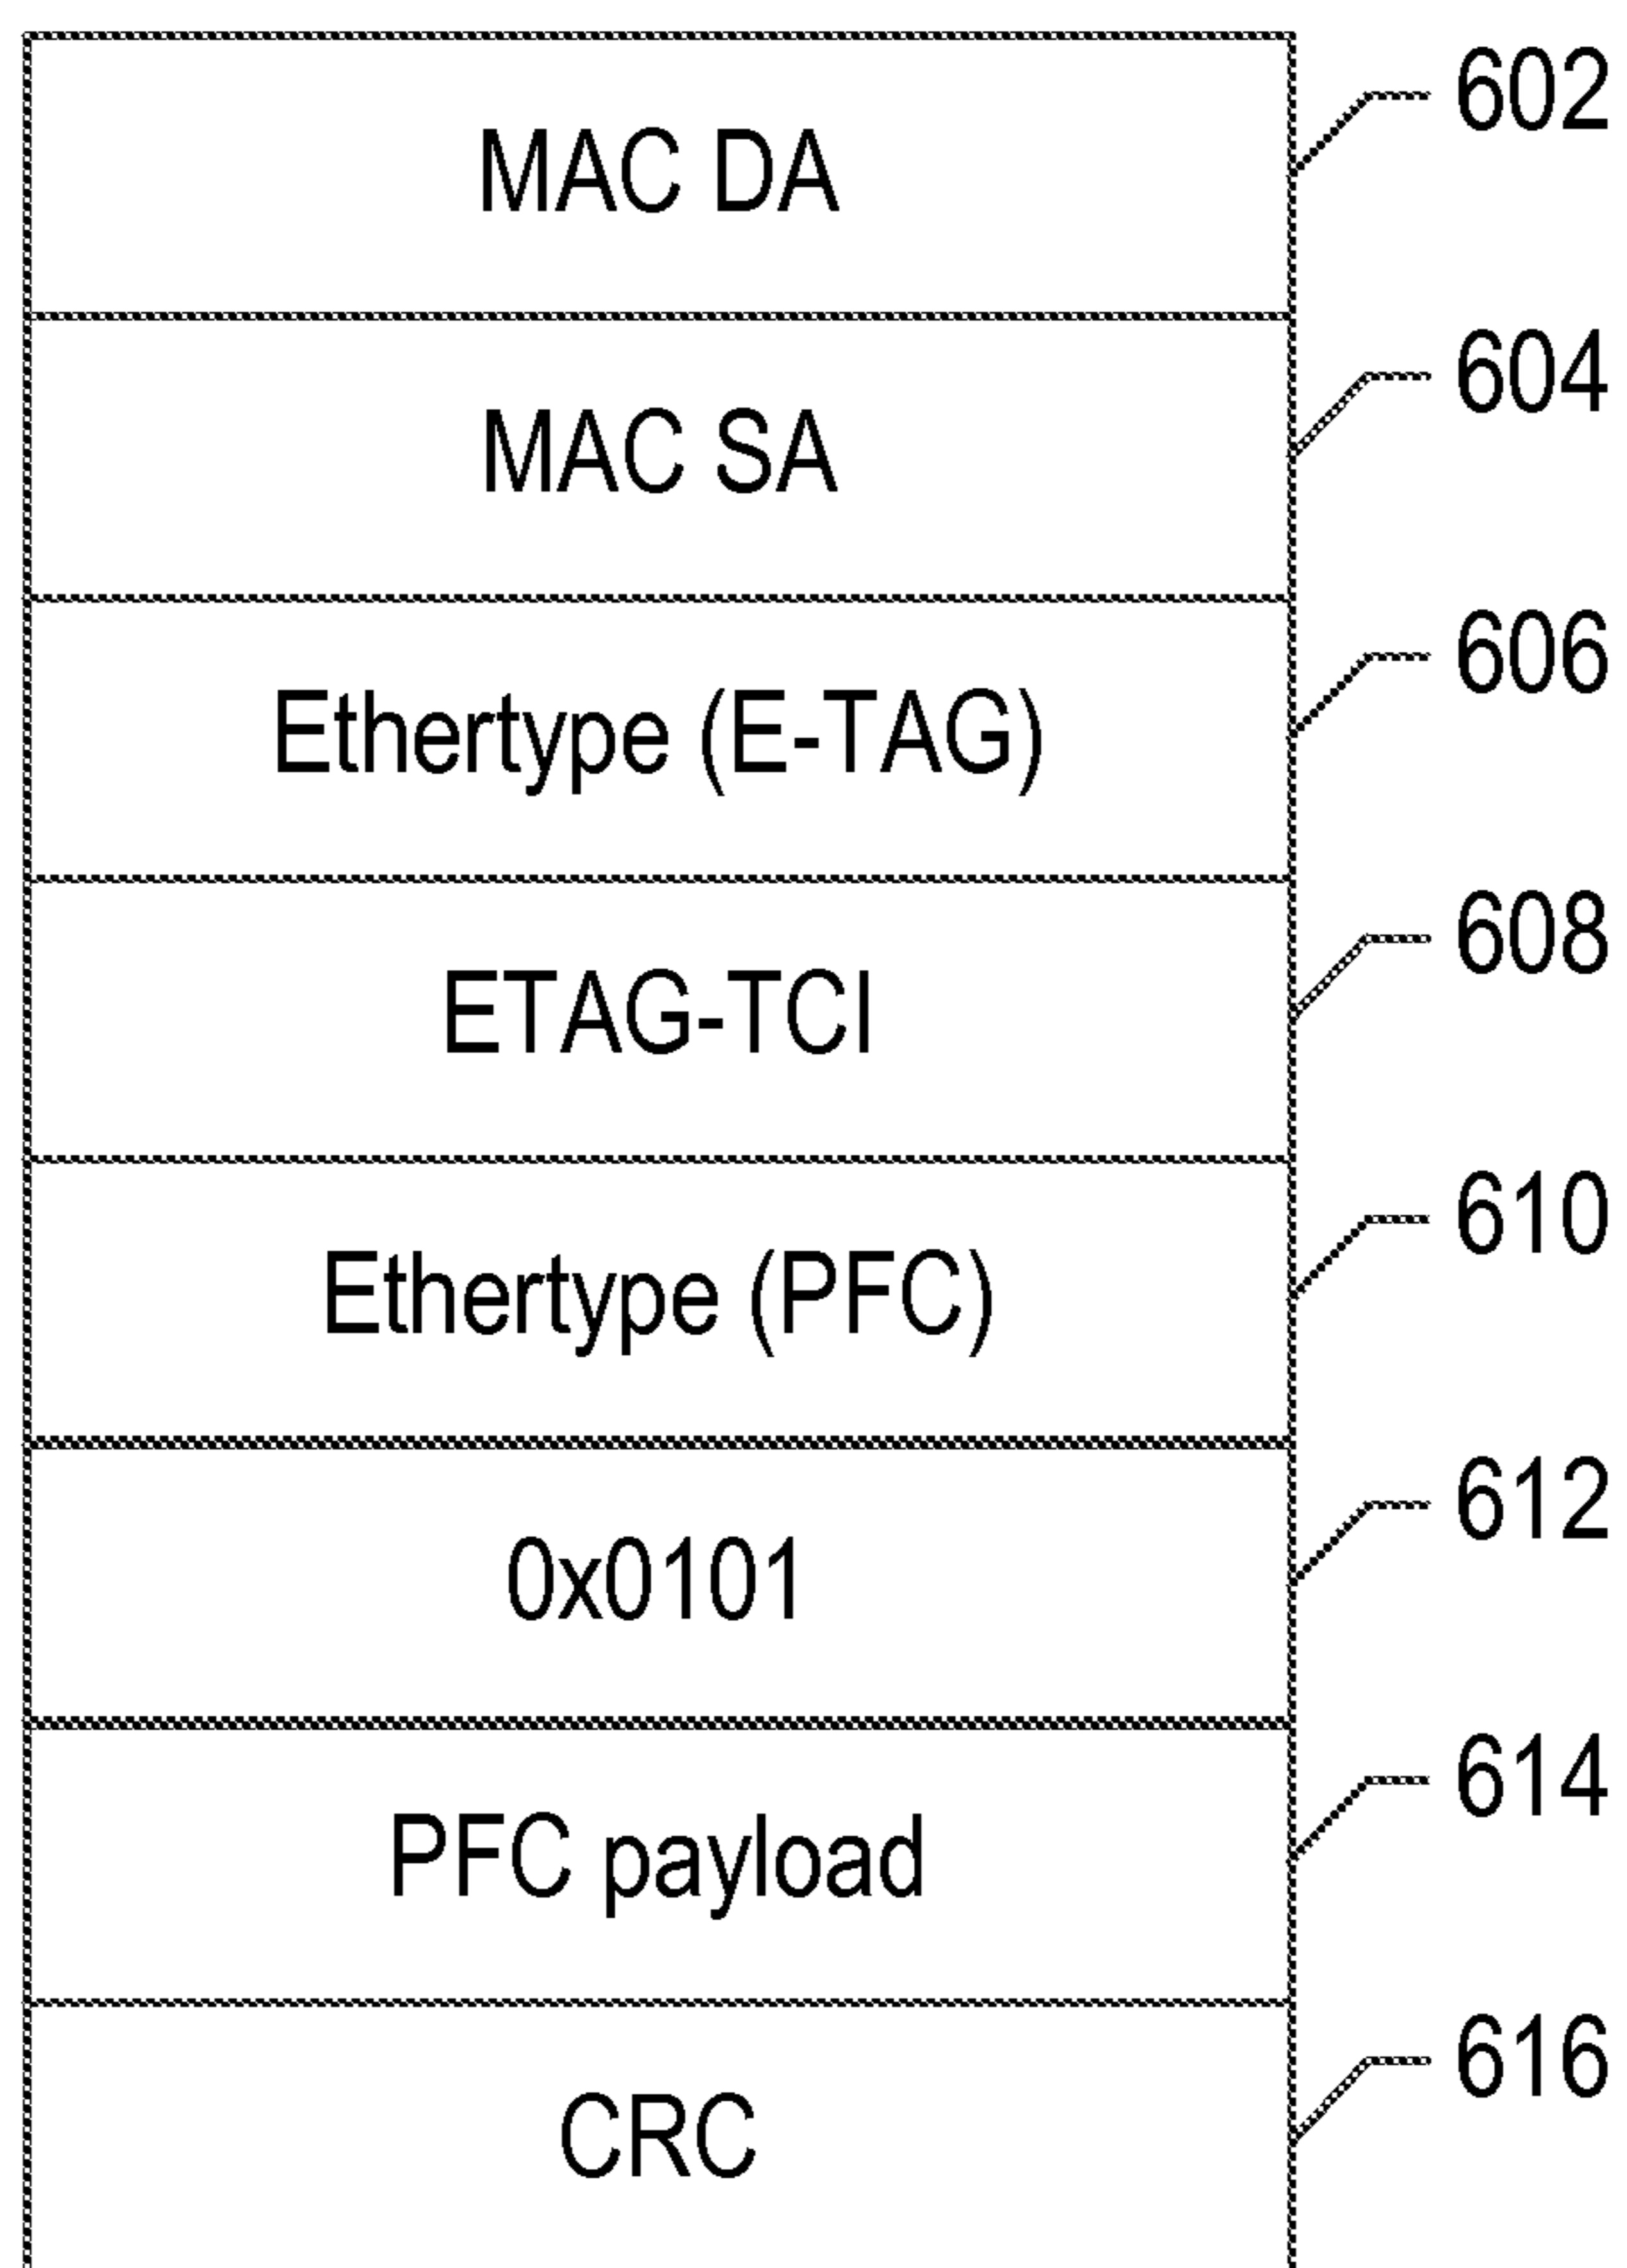 MAC DA 602
MAC SA 604
Ethertype (E-TAG) 606
ETAG-TCI 608
Ethertype (PFC) 610
0x0101 612
PFC payload 614
CRC 616